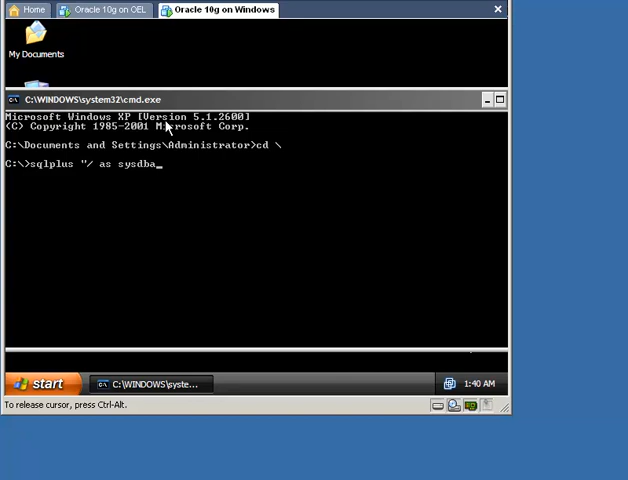 Home
Oracle 10g on OEL
Oracle 10g on Windows
My Documents
C:\WINDOWS\system32\cmd.exe
Microsoft Windows XP [Version 5.1.2600]
(C) Copyright 1985-2001 Microsoft Corp.
C:\Documents and Settings\Administrator>cd \
C:\>sqlplus "/ as sysdba_
start
C:\WINDOWS\syste...
1:40 AM
To release cursor, press Ctrl-Alt.